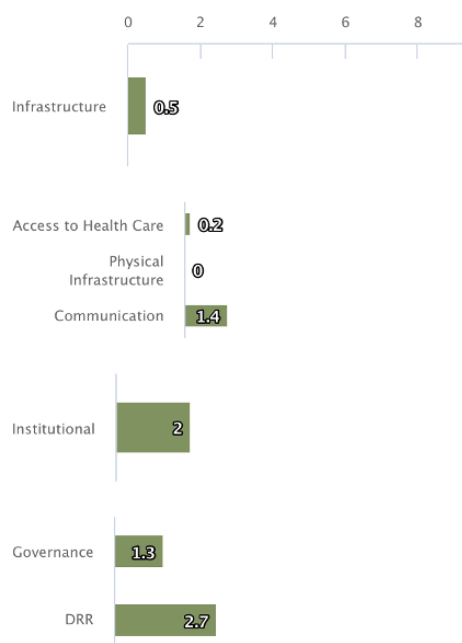 0 2 4 6 8
Infrastructure 0.5
Access to Health Care 0.2
Physical
Infrastructure 0
Communication 1.4
Institutional 2
Governance 1.3
DRR 2.7